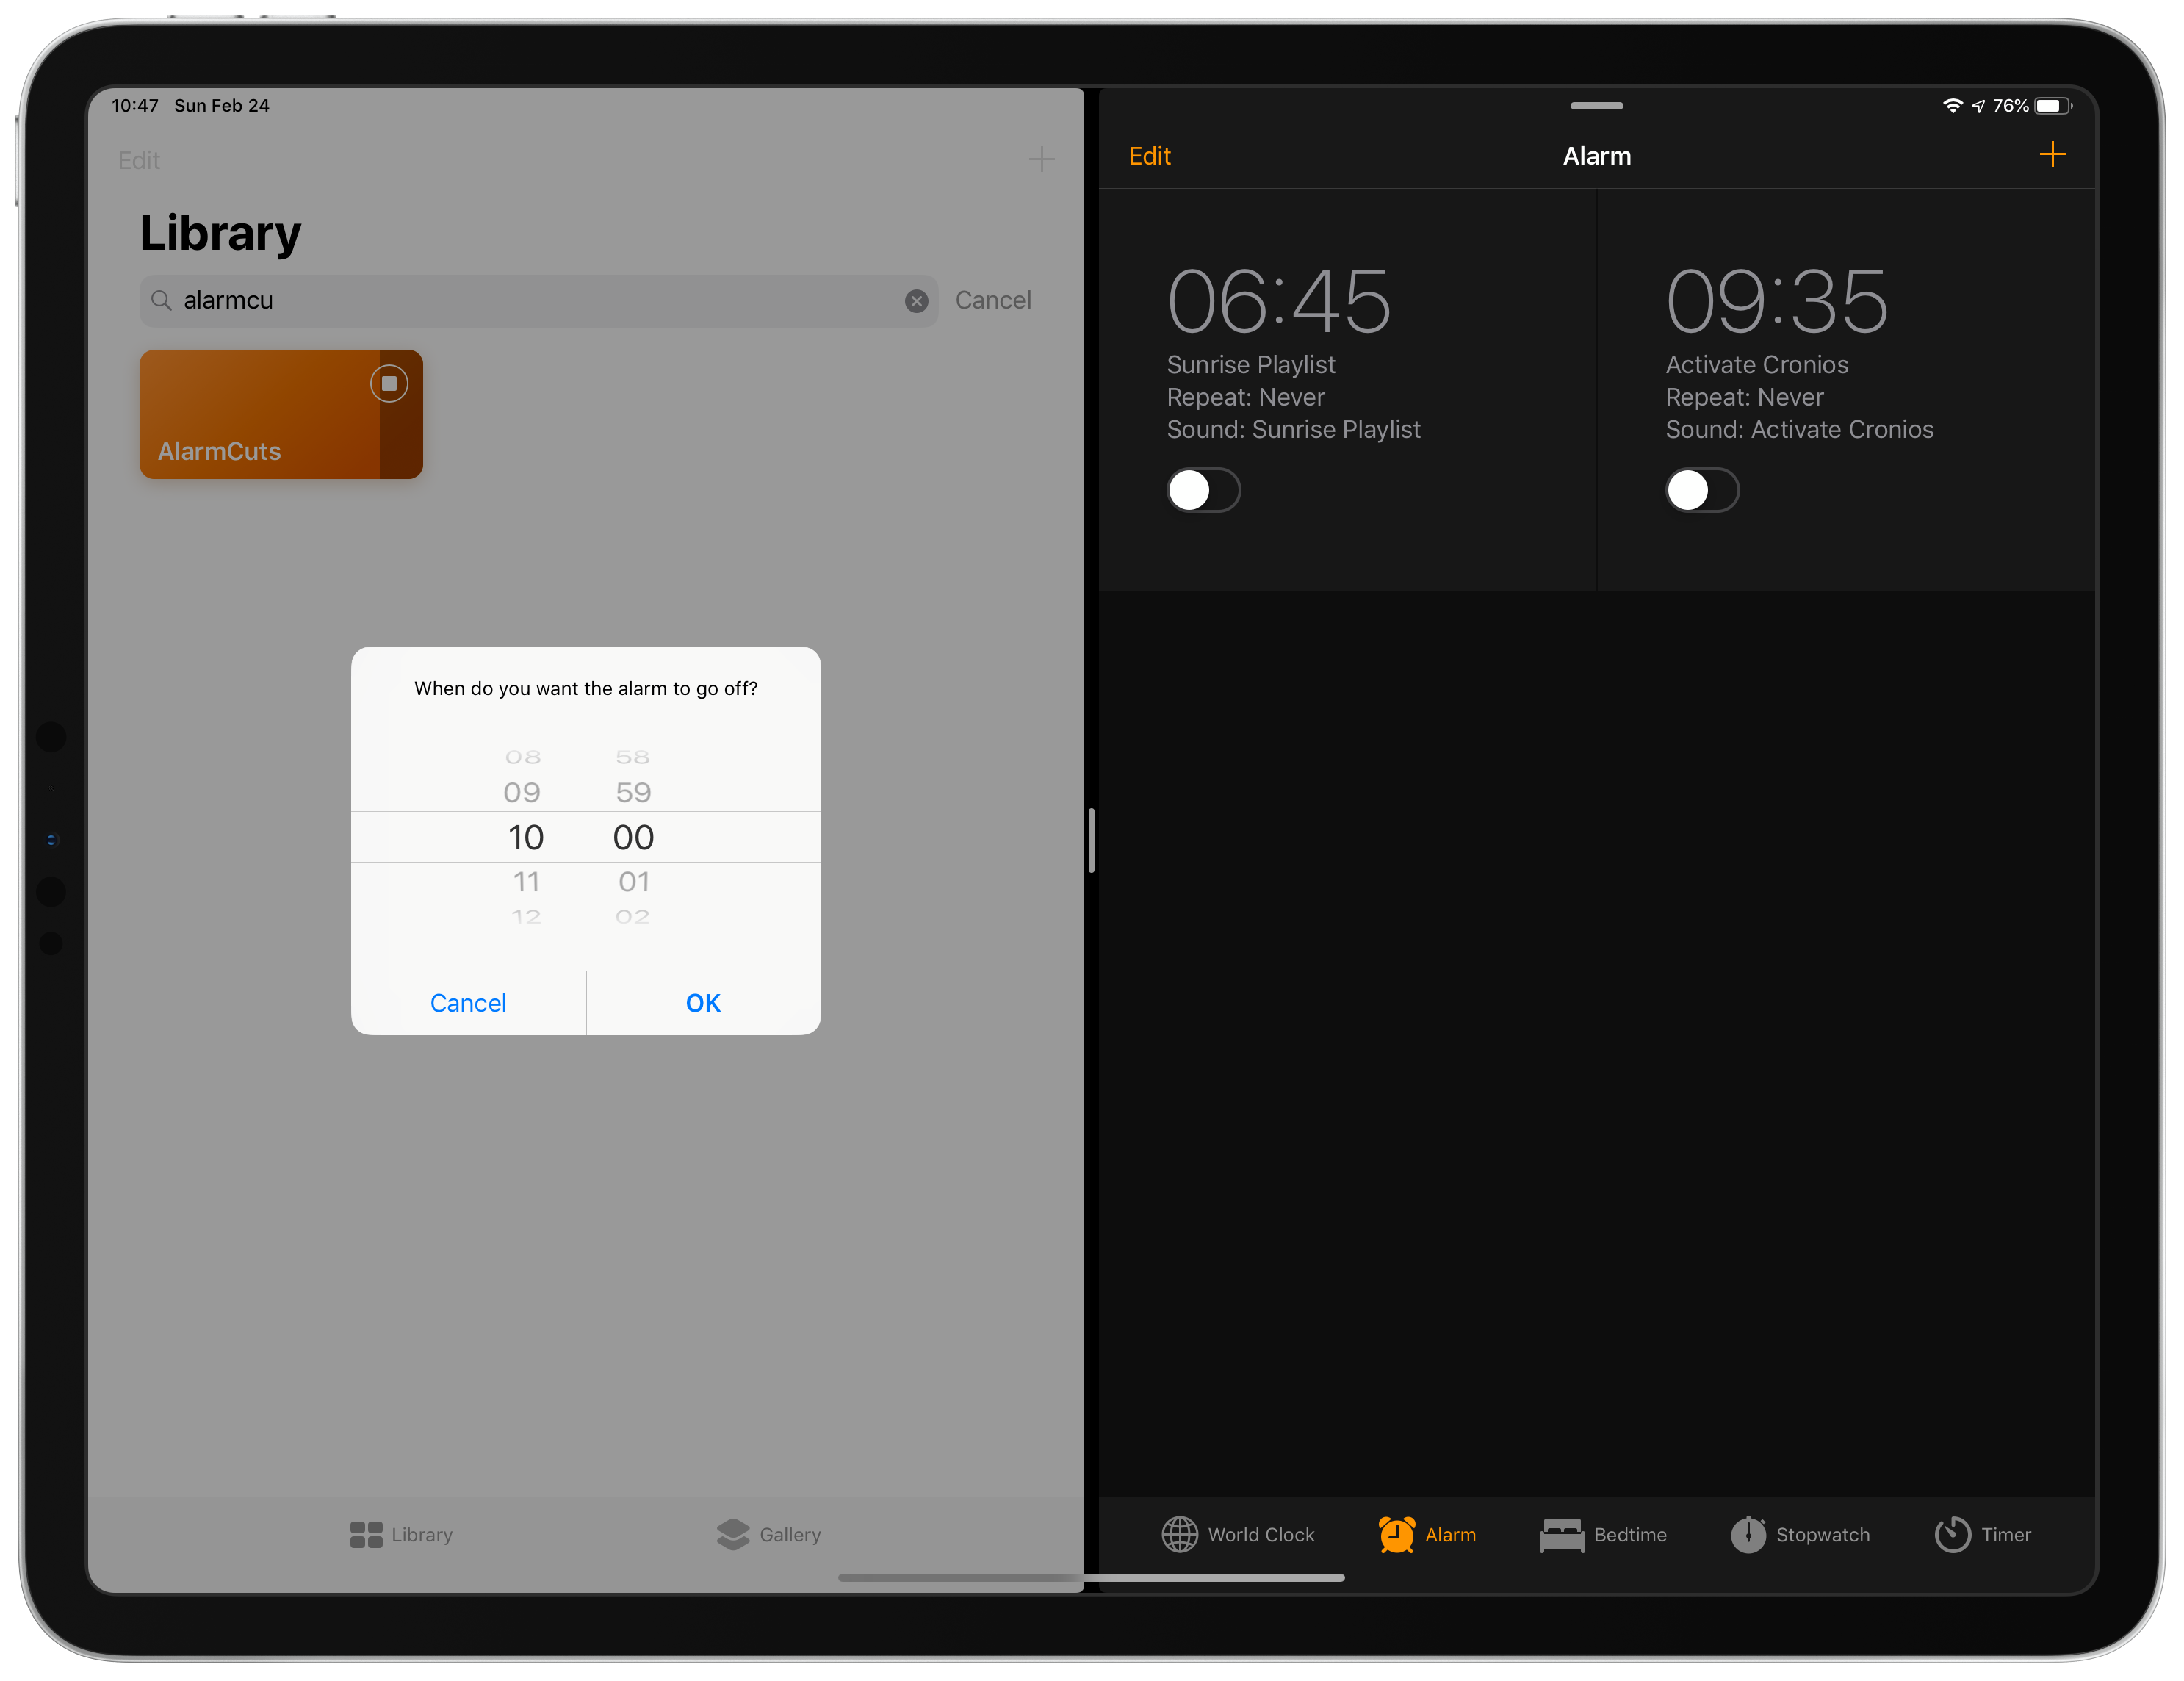 10:47 Sun Feb 24
Edit
Library
alarmcu
Cancel
AlarmCuts
When do you want the alarm to go off?
08 58
09 59
10 00
11 01
12 02
Cancel OK
Library Gallery
76%
Edit Alarm
06:45
Sunrise Playlist
Repeat: Never
Sound: Sunrise Playlist
09:35
Activate Cronios
Repeat: Never
Sound: Activate Cronios
World Clock Alarm Bedtime Stopwatch Timer